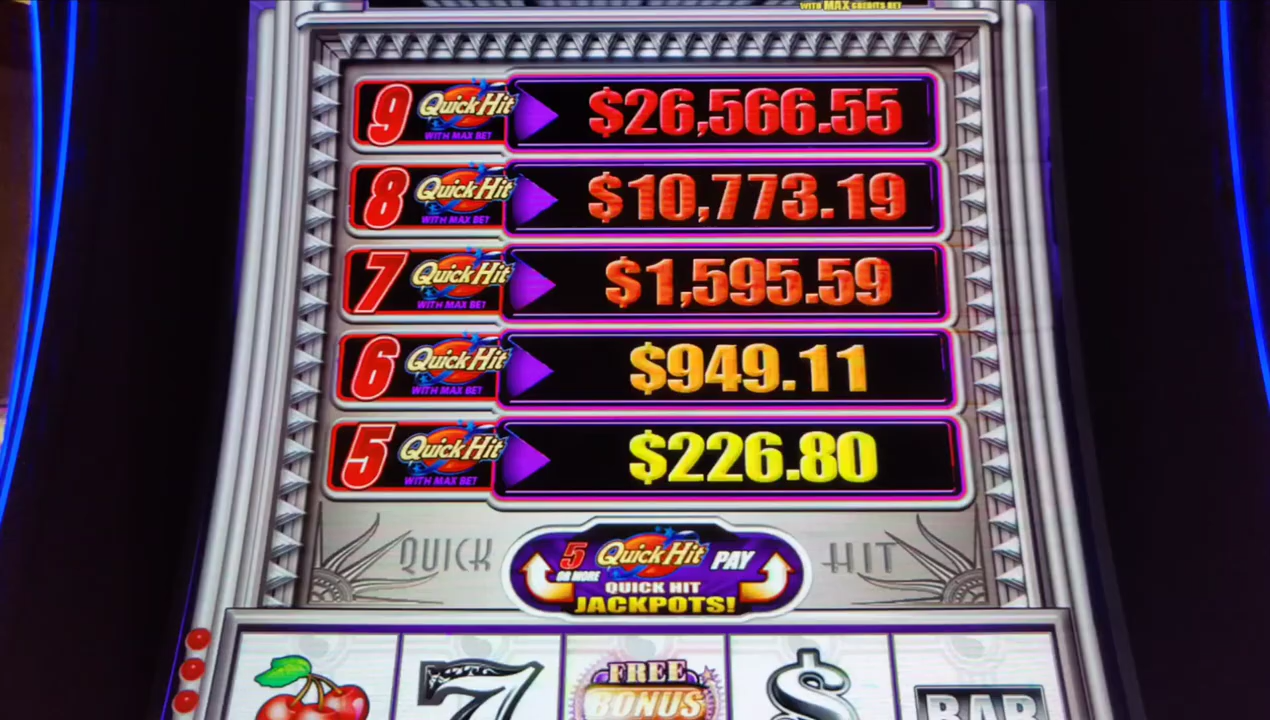 WITH MAX CREDITS BET
9 Quick Hit $26,566.55
WITH MAX BET
8 Quick Hit $10,773.19
WITH MAX BET
7 Quick Hit $1,595.59
WITH MAX BET
6 Quick Hit $949.11
WITH MAX BET
5 Quick Hit $226.80
WITH MAX BET
QUICK HIT
5 OR MORE Quick Hit PAY
QUICK HIT
JACKPOTS!
7 FREE $ BAR
BONUS